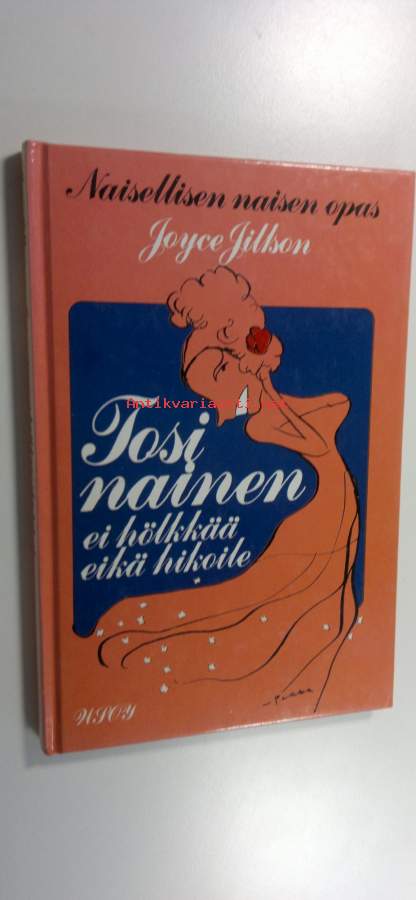 Naisellisen naisen opas
Joyce Jillson
Tosi
nainen
ei hölkkää
eikä hikoile
WSOY